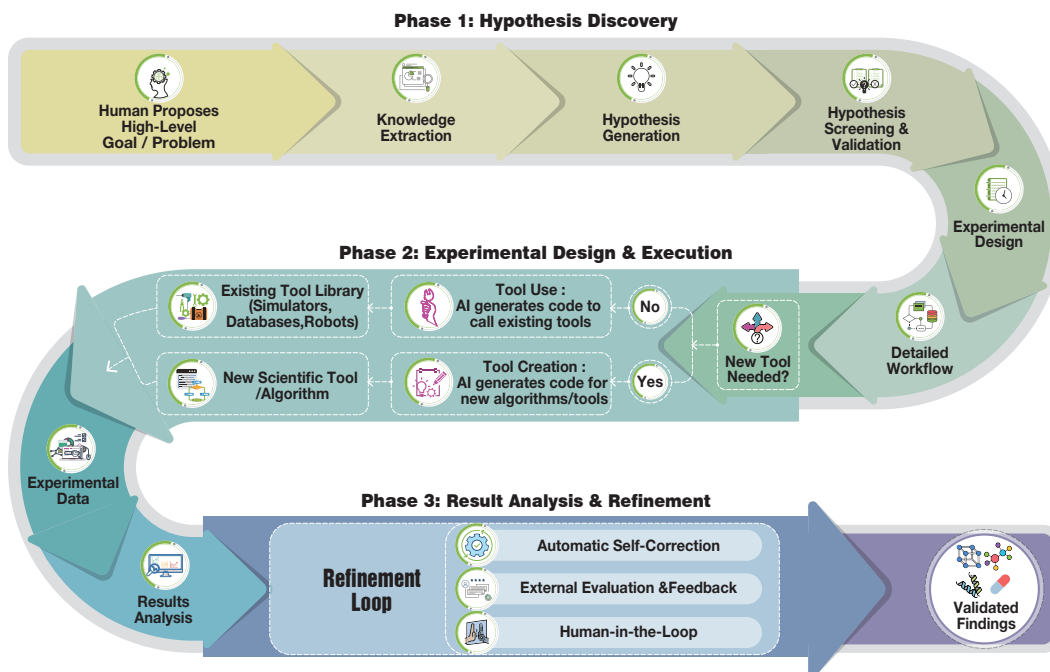 Phase 1: Hypothesis Discovery
Human Proposes
High-Level
Goal / Problem
Knowledge
Extraction
Hypothesis
Generation
Hypothesis
Screening &
Validation
Experimental
Design
Phase 2: Experimental Design & Execution
Detailed
Workflow
New Tool
Needed?
No
Yes
Tool Use :
AI generates code to
call existing tools
Existing Tool Library
(Simulators,
Databases,Robots)
Tool Creation :
AI generates code for
new algorithms/tools
New Scientific Tool
/Algorithm
Experimental
Data
Phase 3: Result Analysis & Refinement
Results
Analysis
Refinement
Loop
Automatic Self-Correction
External Evaluation &Feedback
Human-in-the-Loop
Validated
Findings